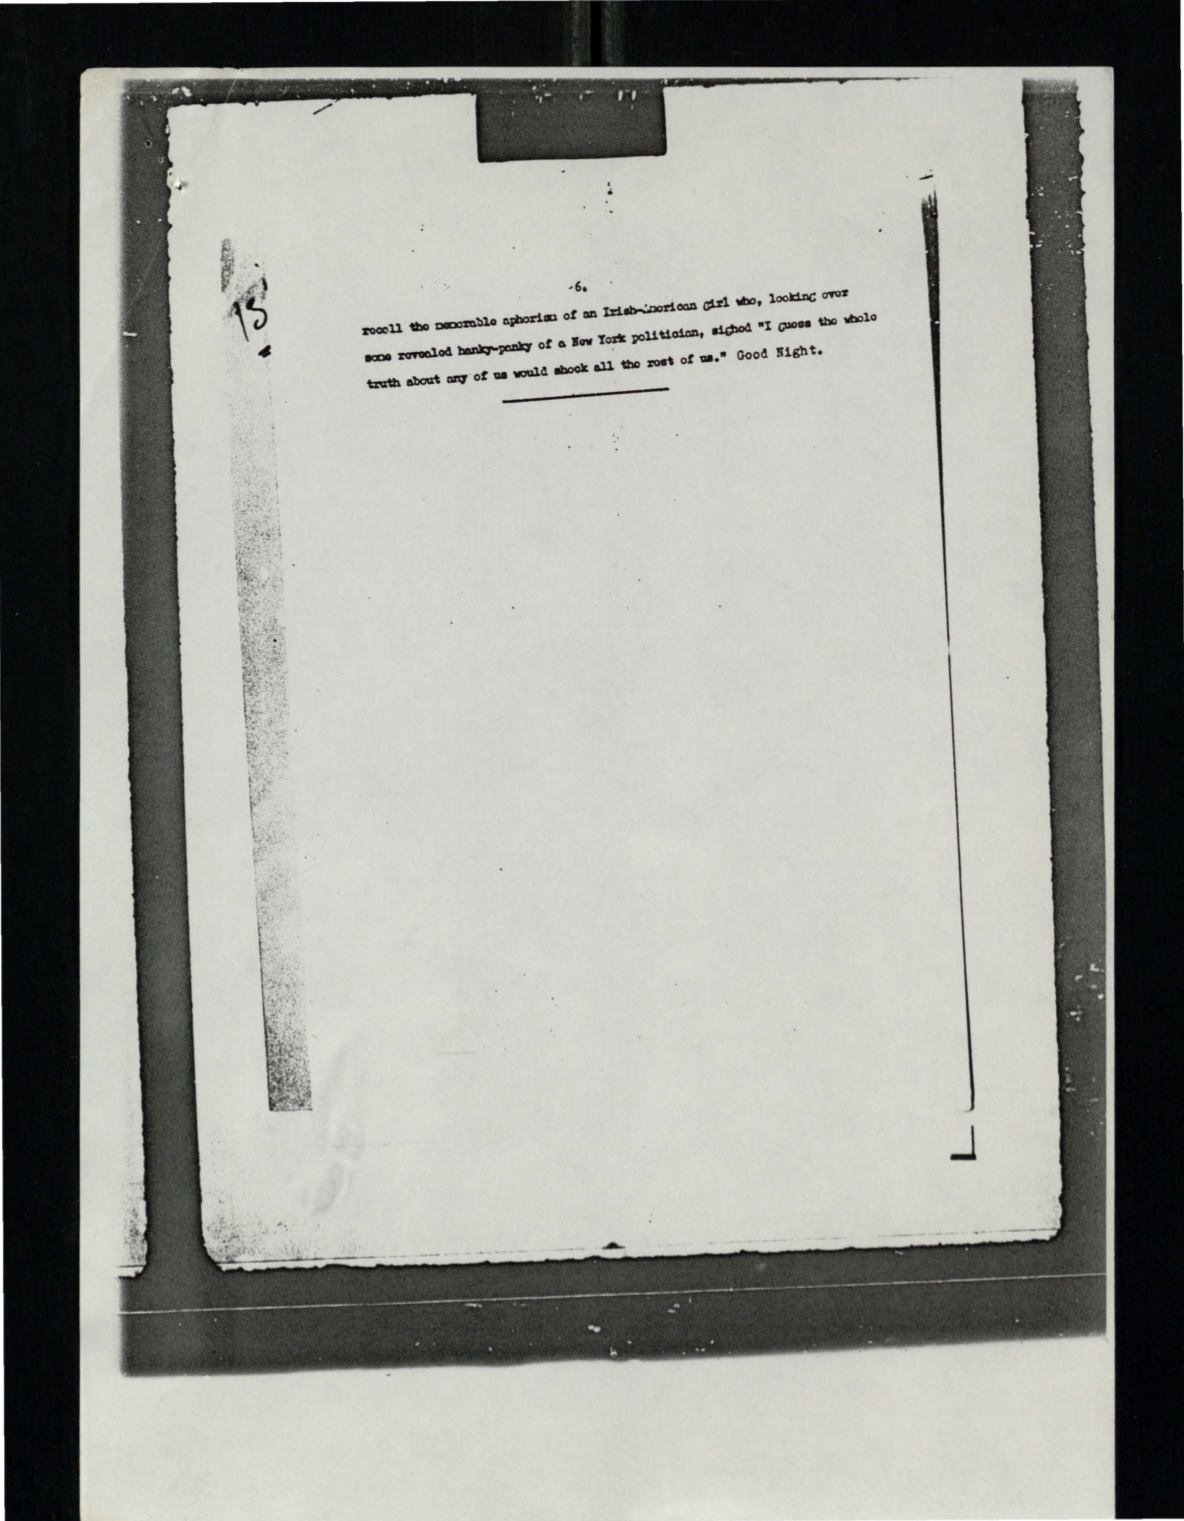 -6.
recall the memorable aphorism of an Irish-American girl who, looking over
some revealed hanky-panky of a New York politician, sighed "I guess the whole
truth about any of us would shock all the rest of us." Good Night.